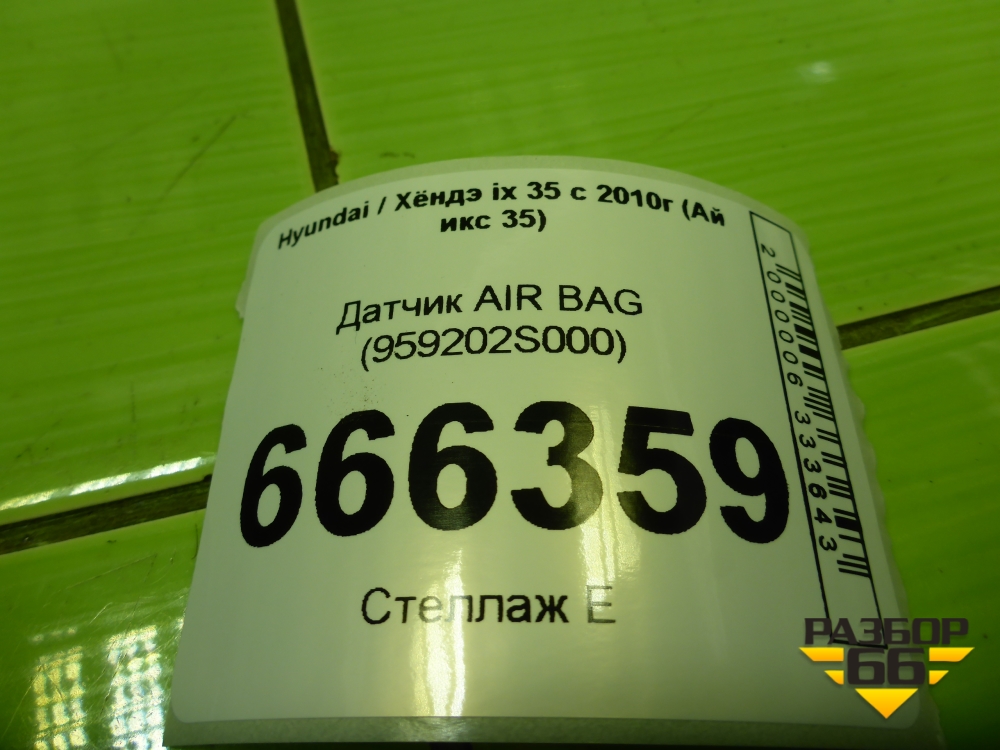 Hyundai / Хёндэ ix 35 с 2010г (Ай
икс 35)
Датчик AIR BAG
(959202S000)
666359
Стеллаж Е
2000006333643
РАЗБОР
66